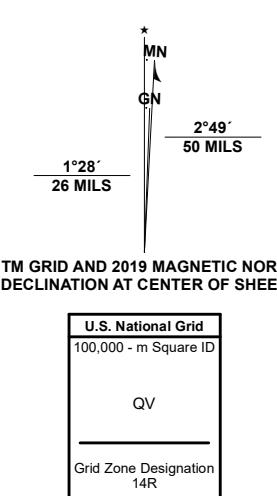 ★
MN
GN
2°49´
50 MILS
1°28´
26 MILS
TM GRID AND 2019 MAGNETIC NOR
DECLINATION AT CENTER OF SHEE
U.S. National Grid
100,000 - m Square ID
QV
Grid Zone Designation
14R